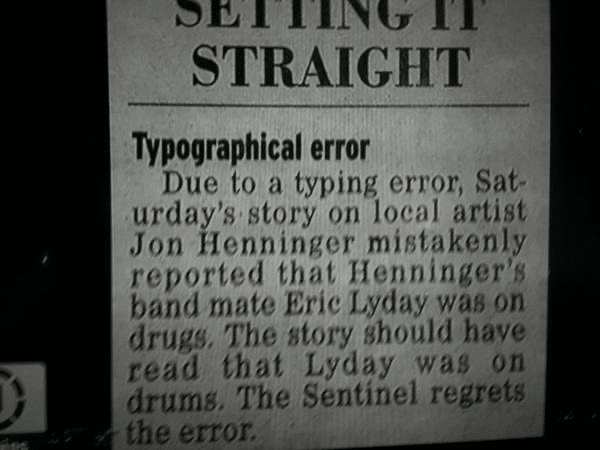 SETTING IT
STRAIGHT
Typographical error
Due to a typing error, Sat-
urday's story on local artist
Jon Henninger mistakenly
reported that Henninger's
band mate Eric Lyday was on
drugs. The story should have
read that Lyday was on
drums. The Sentinel regrets
the error.